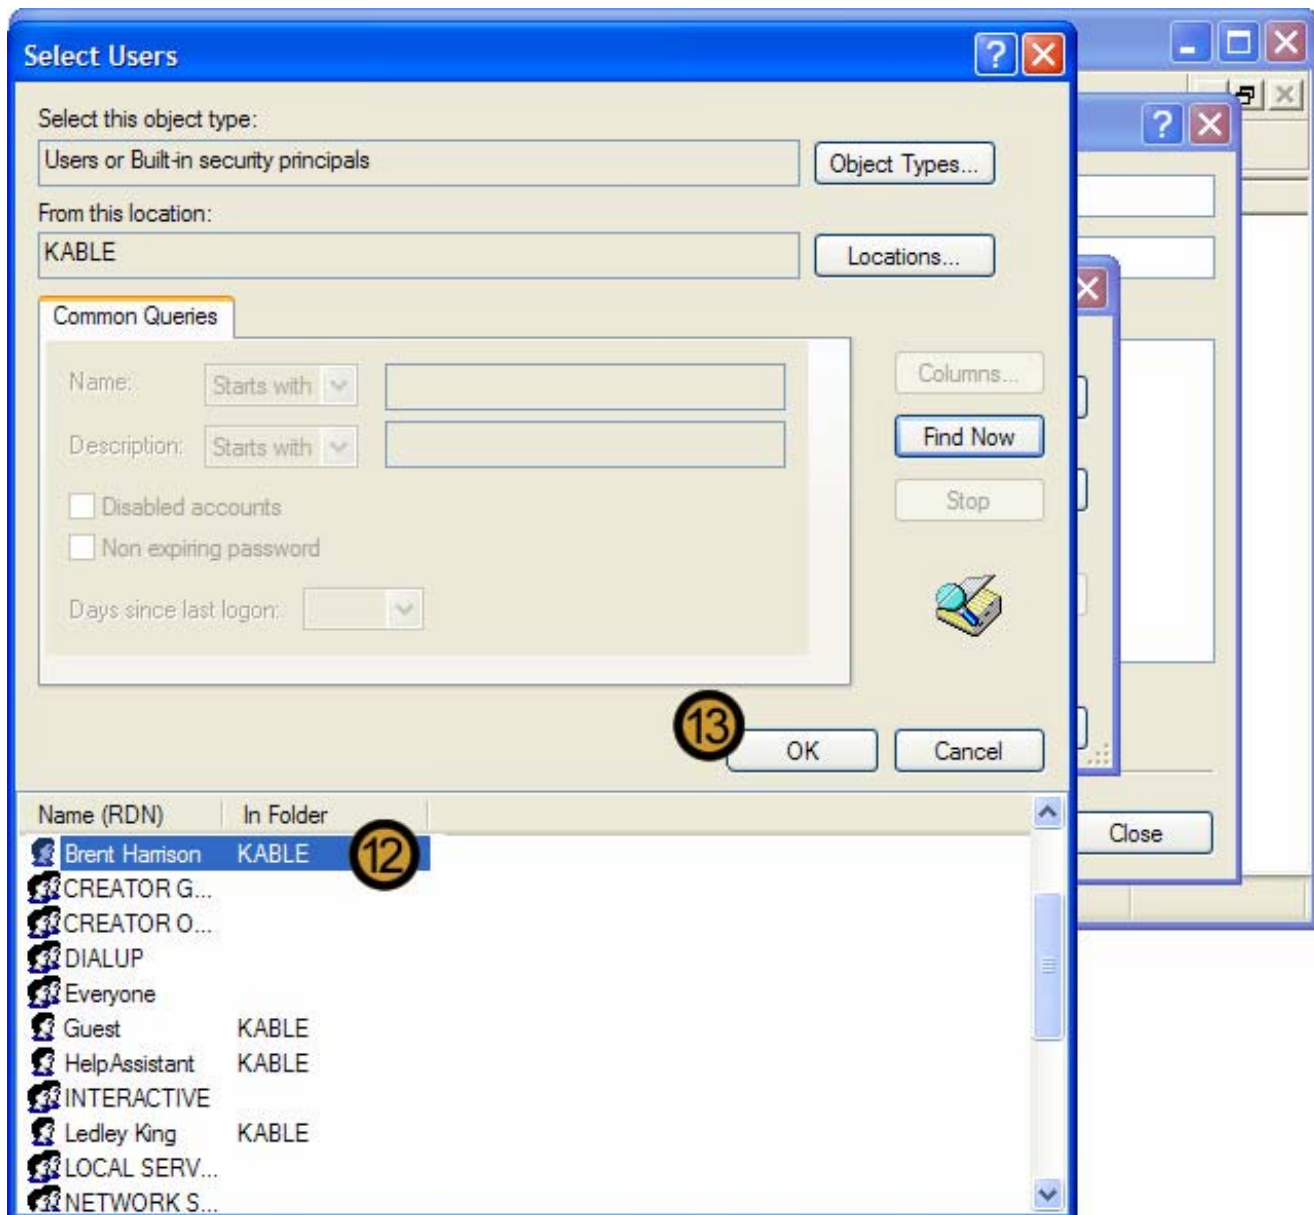 Select Users
Select this object type:
Users or Built-in security principals
Object Types...
From this location:
KABLE
Locations...
Common Queries
Name:
Starts with
Columns...
Description:
Starts with
Find Now
Disabled accounts
Stop
Non expiring password
Days since last logon:
13
OK
Cancel
Name (RDN) In Folder
Brent Harrison KABLE
12
Close
CREATOR G...
CREATOR O...
DIALUP
Everyone
Guest KABLE
HelpAssistant KABLE
INTERACTIVE
Ledley King KABLE
LOCAL SERV...
NETWORK S...